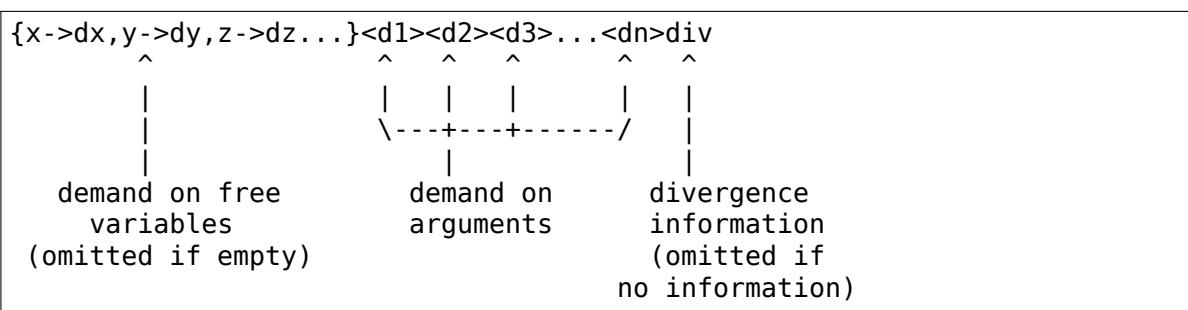 {x->dx,y->dy,z->dz...}<d1><d2><d3>...<dn>div
        ^              ^   ^   ^      ^   ^
        |              |   |   |      |   |
        |              \---+---+------/   |
        |                  |              |
   demand on free        demand on      divergence
     variables           arguments      information
 (omitted if empty)                     (omitted if
                                      no information)